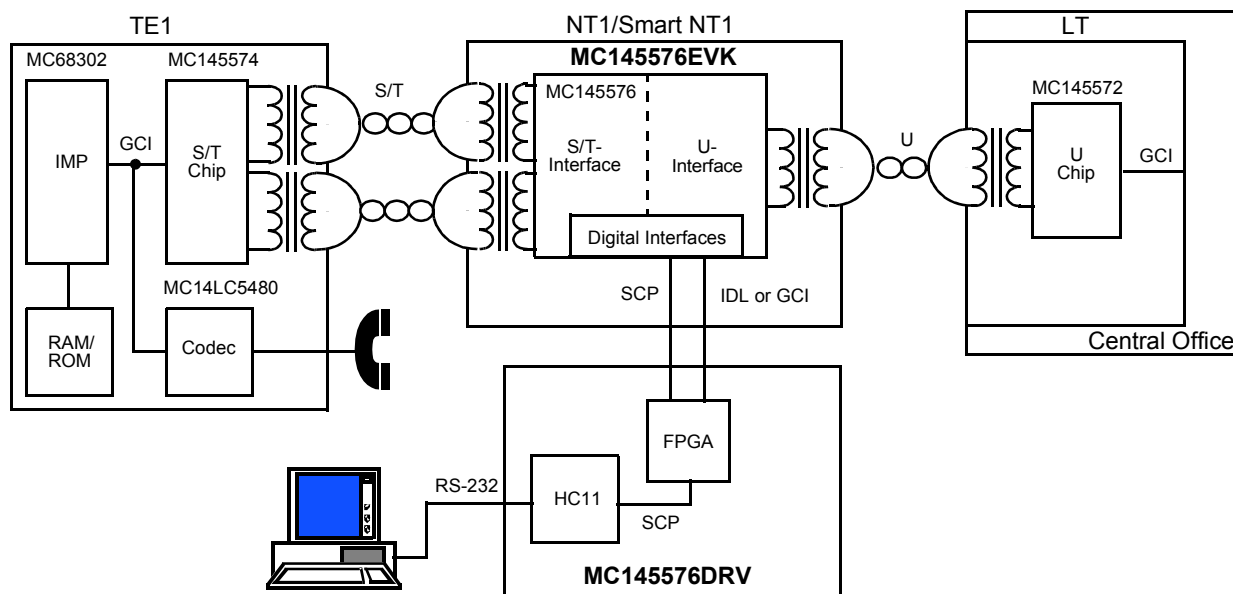 TE1
NT1/Smart NT1
LT
MC68302
MC145574
MC145576EVK
MC145576
MC145572
S/T
GCI
IMP
S/T
Chip
S/T-
Interface
U-
Interface
U
U
Chip
GCI
Digital Interfaces
MC14LC5480
SCP
IDL or GCI
RAM/
ROM
Codec
Central Office
FPGA
RS-232
HC11
SCP
MC145576DRV